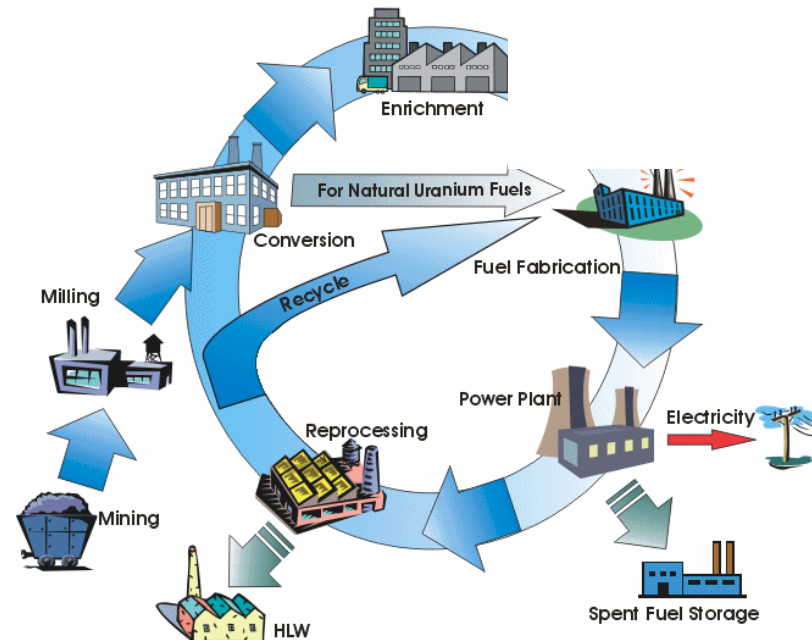 Enrichment
For Natural Uranium Fuels
Conversion
Fuel Fabrication
Recycle
Milling
Power Plant
Electricity
Reprocessing
Mining
Spent Fuel Storage
HLW